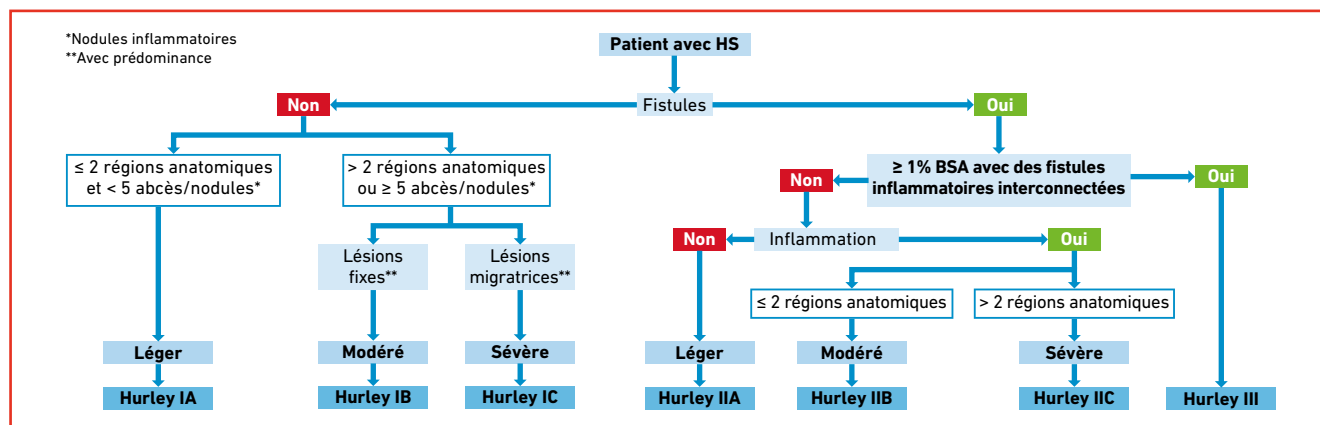 *Nodules inflammatoires
**Avec prédominance
Patient avec HS
Non
Fistules
Oui
≤ 2 régions anatomiques
et < 5 abcès/nodules*
> 2 régions anatomiques
ou ≥ 5 abcès/nodules*
≥ 1% BSA avec des fistules
inflammatoires interconnectées
Non
Oui
Lésions
fixes**
Lésions
migratrices**
Non
Inflammation
Oui
≤ 2 régions anatomiques
> 2 régions anatomiques
Léger
Modéré
Sévère
Léger
Modéré
Sévère
Hurley IA
Hurley IB
Hurley IC
Hurley IIA
Hurley IIB
Hurley IIC
Hurley III